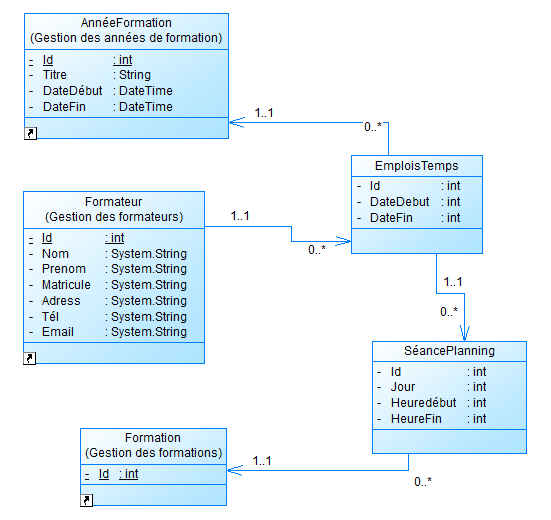 AnnéeFormation
(Gestion des années de formation)
- Id : int
- Titre : String
- DateDébut : DateTime
- DateFin : DateTime
1..1
0..*
EmploisTemps
- Id : int
- DateDebut : int
- DateFin : int
Formateur
(Gestion des formateurs)
- Id : int
- Nom : System.String
- Prenom : System.String
- Matricule : System.String
- Adress : System.String
- Tél : System.String
- Email : System.String
1..1
0..*
1..1
0..*
SéancePlanning
- Id : int
- Jour : int
- Heuredébut : int
- HeureFin : int
Formation
(Gestion des formations)
- Id : int
1..1
0..*